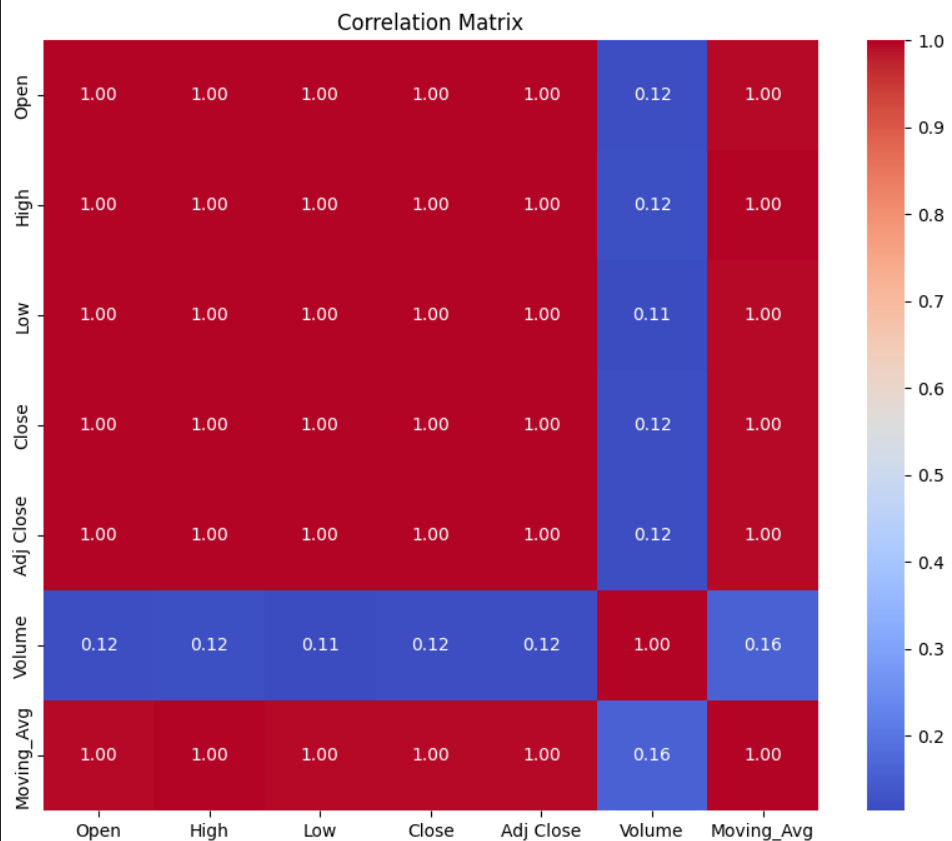 Correlation Matrix
Open 1.00 1.00 1.00 1.00 1.00 0.12 1.00
High 1.00 1.00 1.00 1.00 1.00 0.12 1.00
Low 1.00 1.00 1.00 1.00 1.00 0.11 1.00
Close 1.00 1.00 1.00 1.00 1.00 0.12 1.00
Adj Close 1.00 1.00 1.00 1.00 1.00 0.12 1.00
Volume 0.12 0.12 0.11 0.12 0.12 1.00 0.16
Moving_Avg 1.00 1.00 1.00 1.00 1.00 0.16 1.00
Open High Low Close Adj Close Volume Moving_Avg
1.0
0.9
0.8
0.7
0.6
0.5
0.4
0.3
0.2